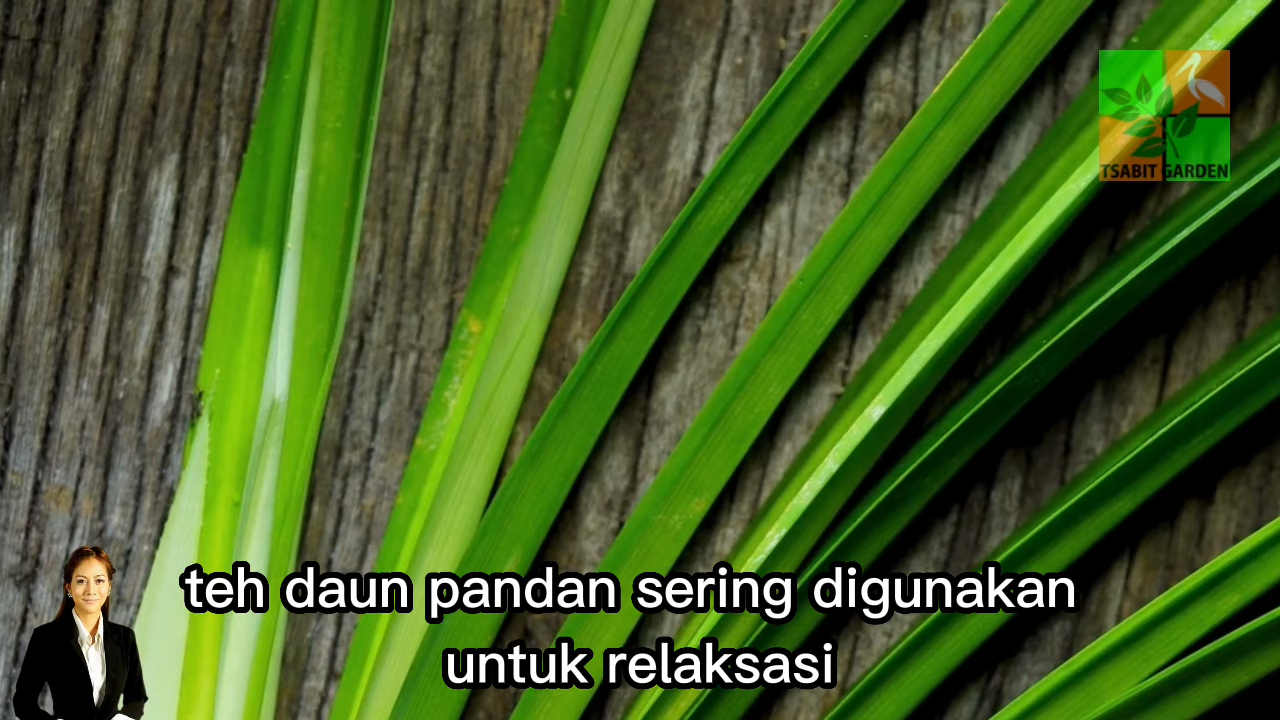 TSABIT GARDEN
teh daun pandan sering digunakan
untuk relaksasi